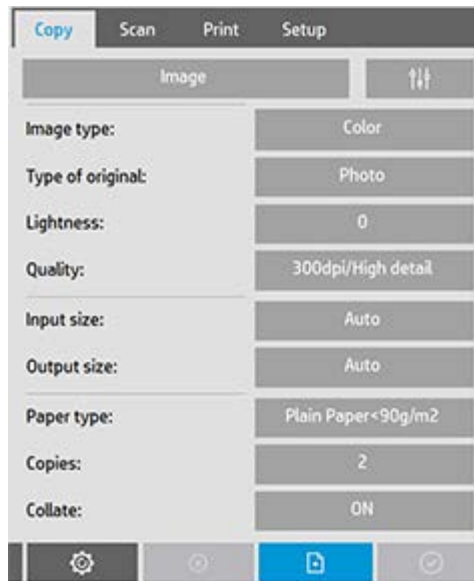 Copy Scan Print Setup
Image
Image type: Color
Type of original: Photo
Lightness: 0
Quality: 300dpi/High detail
Input size: Auto
Output size: Auto
Paper type: Plain Paper<90g/m2
Copies: 2
Collate: ON